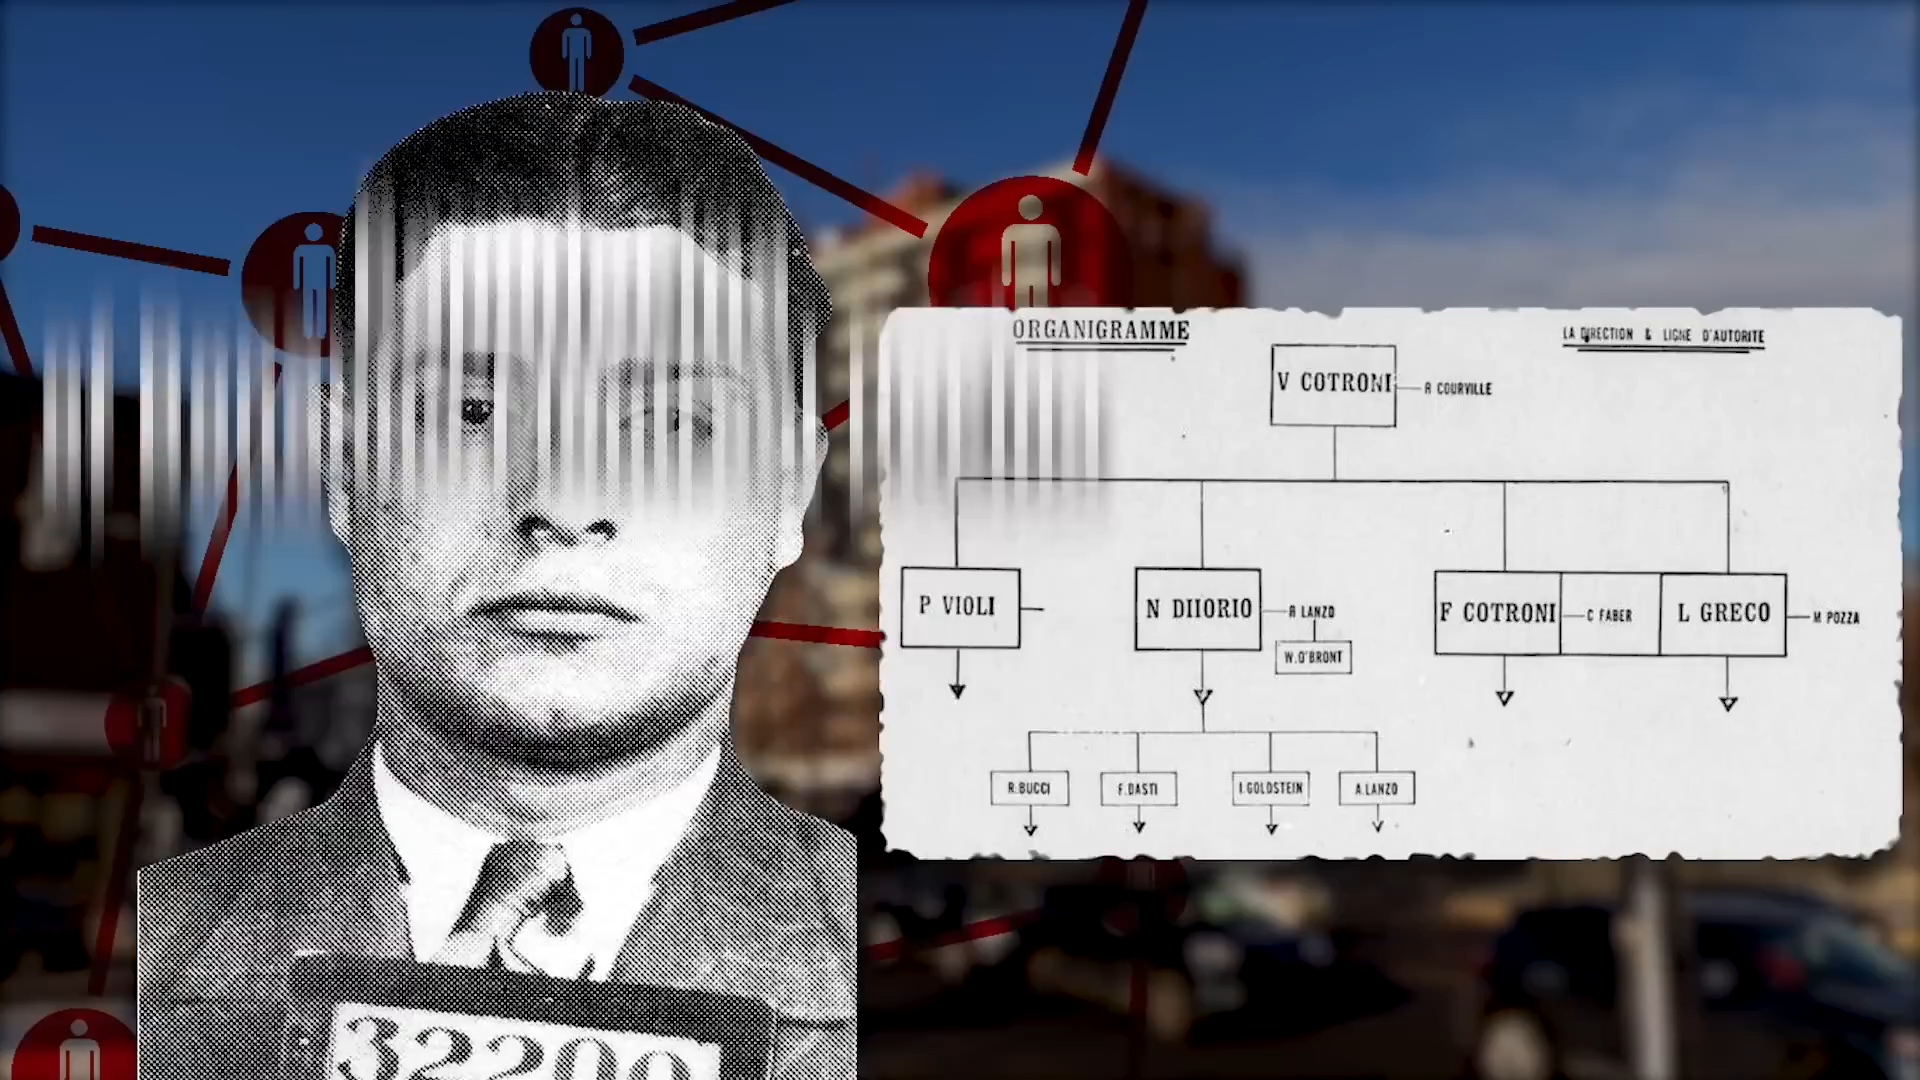 ORGANIGRAMME
LA DIRECTION & LIGNE D'AUTORITE
V COTRONI
R COURVILLE
P VIOLI
N DIIORIO
R LANZO
W.O'BRONT
F COTRONI
C FABER
L GRECO
M POZZA
R.BUCCI
F.DASTI
I.GOLDSTEIN
A.LANZO
32200